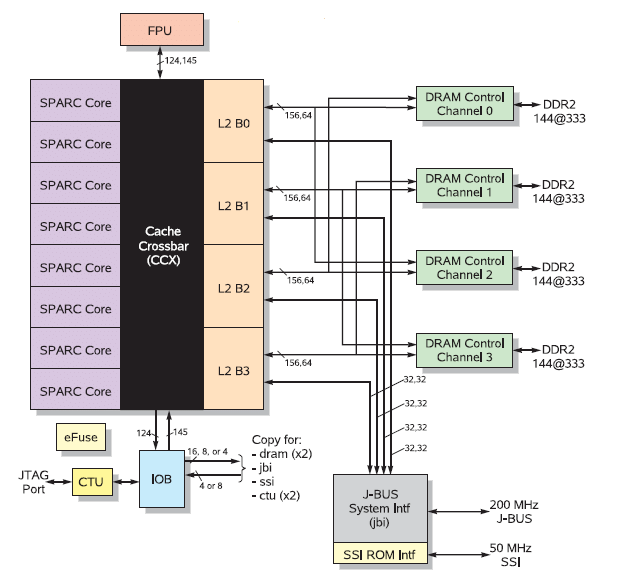 FPU
124,145
SPARC Core
SPARC Core
SPARC Core
SPARC Core
SPARC Core
SPARC Core
SPARC Core
SPARC Core
Cache
Crossbar
(CCX)
L2 B0
L2 B1
L2 B2
L2 B3
156,64
156,64
156,64
156,64
DRAM Control
Channel 0
DDR2
144@333
DRAM Control
Channel 1
DDR2
144@333
DRAM Control
Channel 2
DDR2
144@333
DRAM Control
Channel 3
DDR2
144@333
32,32
32,32
32,32
32,32
eFuse
124
145
JTAG
Port
CTU
IOB
16, 8, or 4
4 or 8
Copy for:
- dram (x2)
- jbi
- ssi
- ctu (x2)
J-BUS
System Intf
(jbi)
SSI ROM Intf
200 MHz
J-BUS
50 MHz
SSI